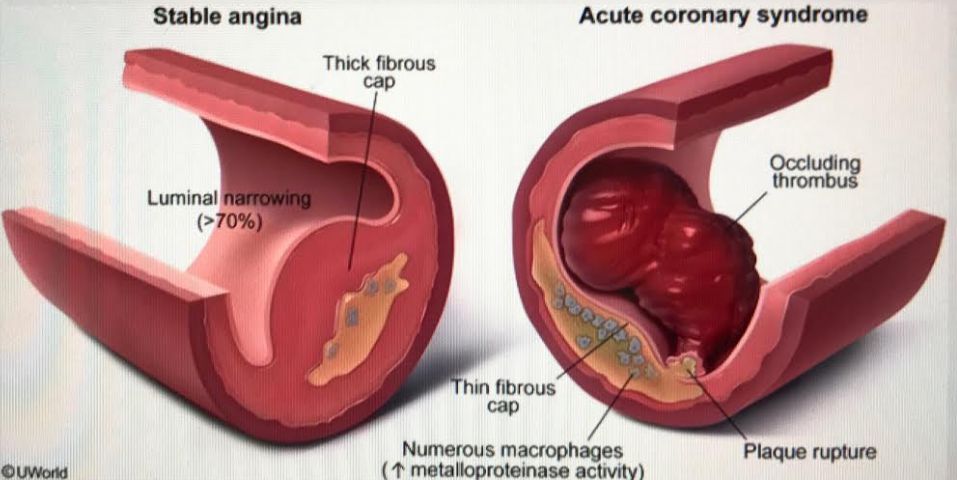 Stable angina
Acute coronary syndrome
Thick fibrous
cap
Luminal narrowing
(>70%)
Occluding
thrombus
Thin fibrous
cap
Numerous macrophages
(↑ metalloproteinase activity)
Plaque rupture
©UWorld